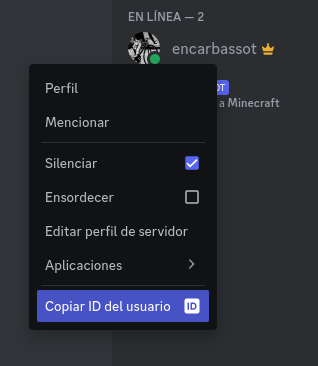 EN LÍNEA — 2
encarbassot
Perfil
OT
a Minecraft
Mencionar
Silenciar
Ensordecer
Editar perfil de servidor
Aplicaciones
Copiar ID del usuario ID